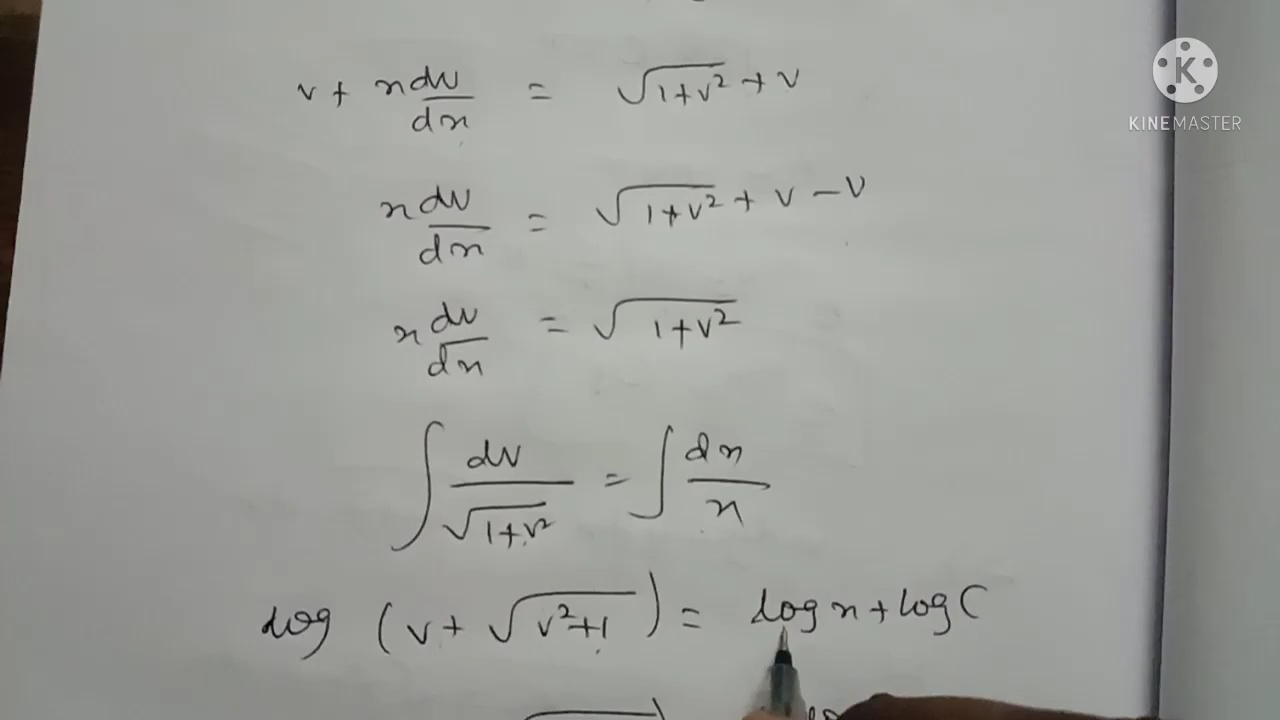 v + x dv/dx = √1+v² + v
K
KINEMASTER
x dv/dx = √1+v² + v − v
x dv/dx = √1+v²
∫ dv/√1+v² = ∫ dx/x
log (v + √v²+1) = log x + log C